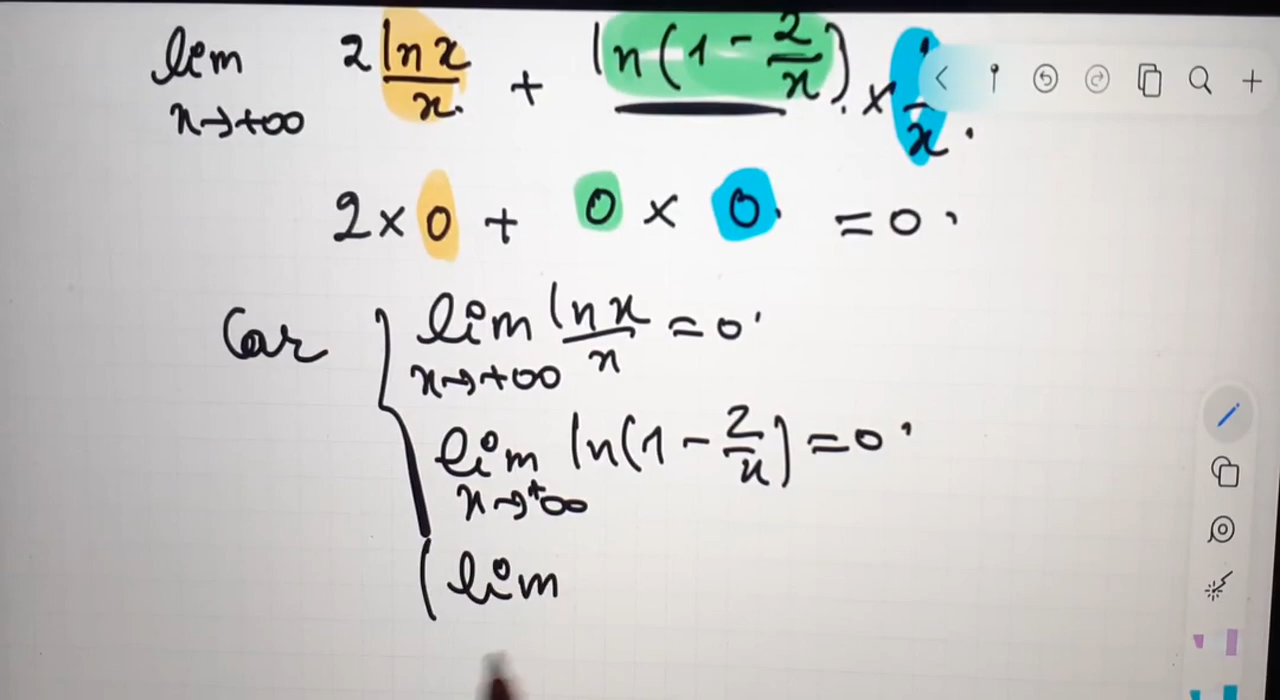 lim 2 ln x / x + ln(1 - 2/x) × 1/x
x→+∞
2 × 0 + 0 × 0 = 0
Car lim ln x / x = 0
x→+∞
lim ln(1 - 2/x) = 0
x→+∞
lim